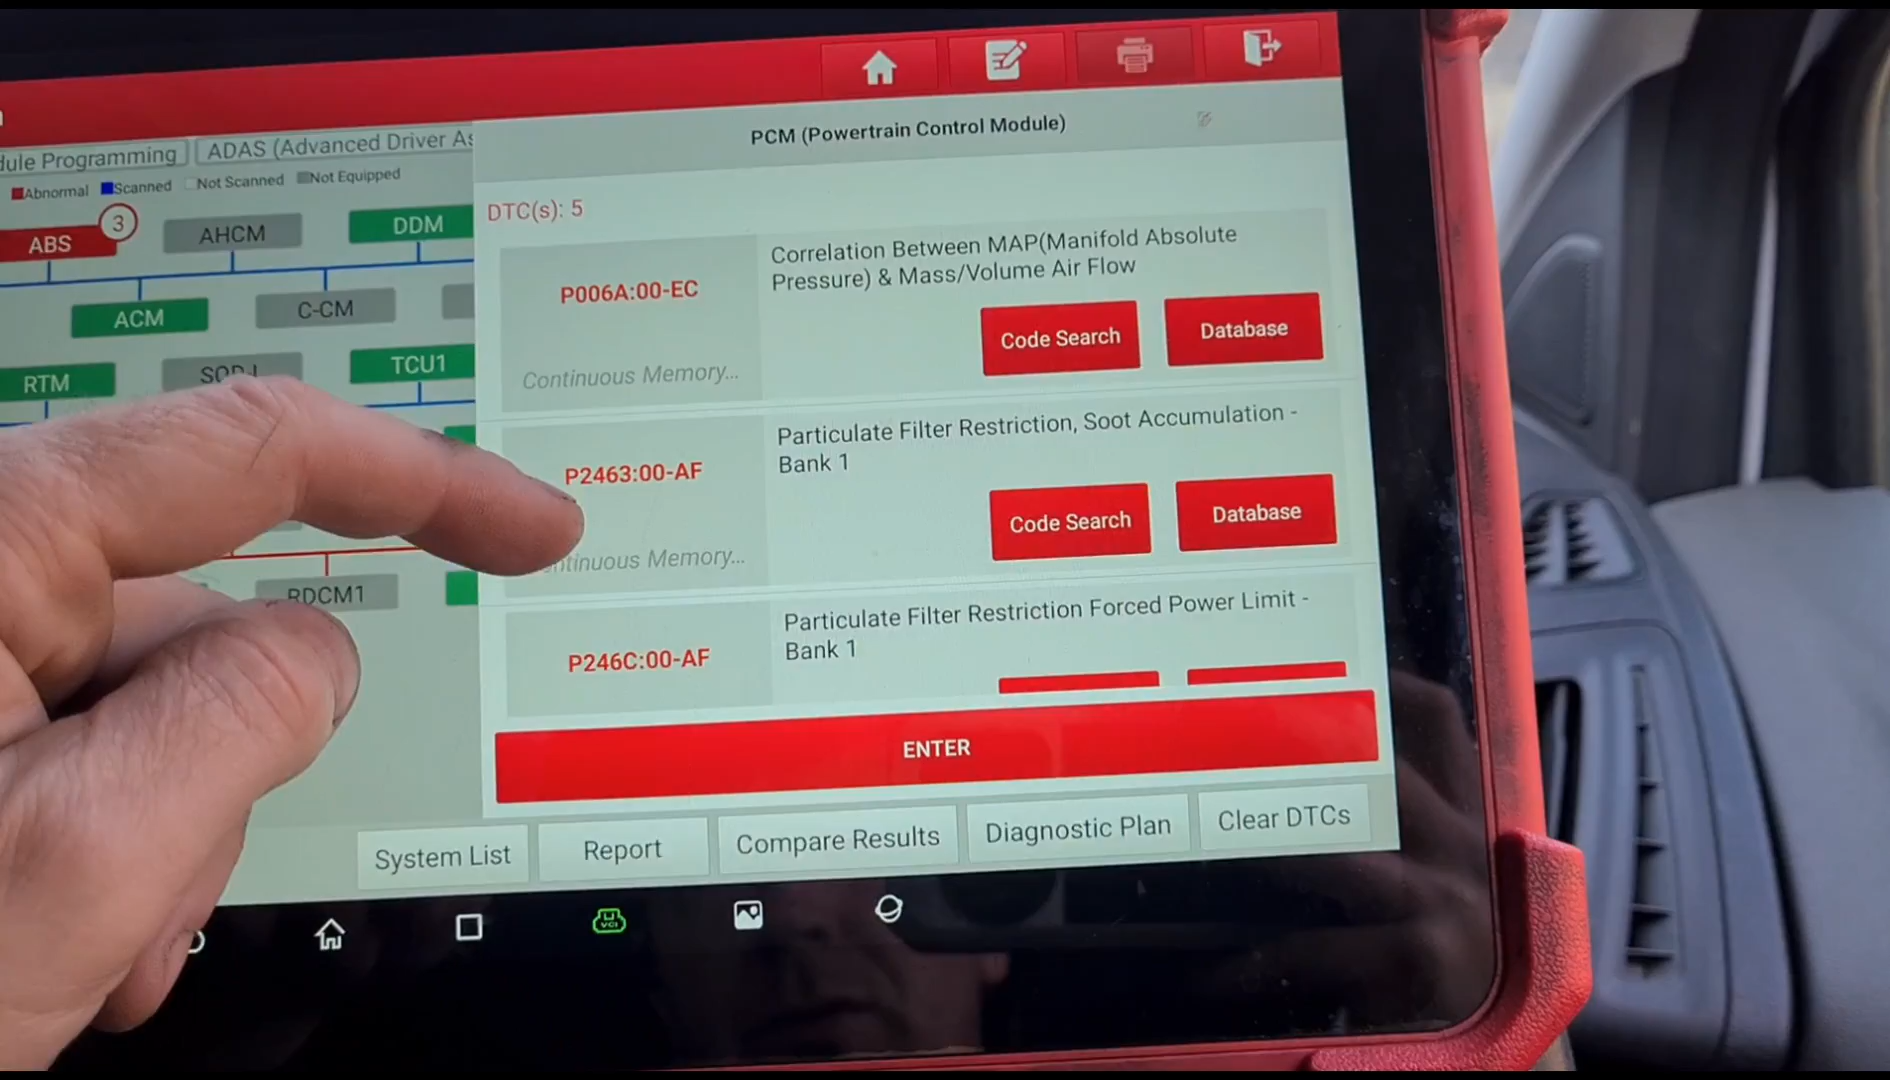 PCM (Powertrain Control Module)
Programming
ADAS (Advanced Driver
Abnormal
Scanned
Not Scanned
Not Equipped
3
ABS
AHCM
DDM
ACM
C-CM
RTM
TCU1
RDCM1
DTC(s): 5
P006A:00-EC
Continuous Memory...
Correlation Between MAP(Manifold Absolute
Pressure) & Mass/Volume Air Flow
Code Search
Database
P2463:00-AF
Memory...
Particulate Filter Restriction, Soot Accumulation -
Bank 1
Code Search
Database
P246C:00-AF
Particulate Filter Restriction Forced Power Limit -
Bank 1
ENTER
System List
Report
Compare Results
Diagnostic Plan
Clear DTCs
VCI